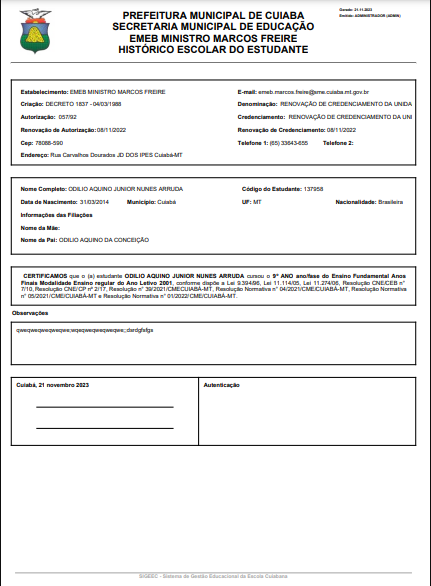 Gerado: 21-11-2023
Emitido: ADMINISTRADOR (ADMIN)
PREFEITURA MUNICIPAL DE CUIABA
SECRETARIA MUNICIPAL DE EDUCAÇÃO
EMEB MINISTRO MARCOS FREIRE
HISTÓRICO ESCOLAR DO ESTUDANTE
Estabelecimento: EMEB MINISTRO MARCOS FREIRE
E-mail: emeb.marcos.freire@sme.cuiaba.mt.gov.br
Criação: DECRETO 1837 - 04/03/1988
Denominação: RENOVAÇÃO DE CREDENCIAMENTO DA UNIDA
Autorização: 057/92
Credenciamento: RENOVAÇÃO DE CREDENCIAMENTO DA UNI
Renovação de Autorização: 08/11/2022
Renovação de Credenciamento: 08/11/2022
Cep: 78088-590
Telefone 1: (65) 33643-655 Telefone 2:
Endereço: Rua Carvalhos Dourados JD DOS IPES Cuiabá-MT
Nome Completo: ODILIO AQUINO JUNIOR NUNES ARRUDA
Código do Estudante: 137958
Data de Nascimento: 31/03/2014 Município: Cuiabá
UF: MT Nacionalidade: Brasileira
Informações das Filiações
Nome da Mãe:
Nome da Pai: ODILIO AQUINO DA CONCEIÇÃO
CERTIFICAMOS que o (a) estudante ODILIO AQUINO JUNIOR NUNES ARRUDA cursou o 9º ANO ano/fase do Ensino Fundamental Anos
Finais Modalidade Ensino regular do Ano Letivo 2001, conforme dispõe a Lei 9.394/96, Lei 11.114/05, Lei 11.274/06, Resolução CNE/CEB n°
7/10, Resolução CNE/CP nº 2/17, Resolução n° 39/2021/CMECUIABÁ-MT, Resolução Normativa n° 04/2021/CME/CUIABÁ-MT, Resolução Normativa
n° 05/2021/CME/CUIABÁ-MT e Resolução Normativa n° 01/2022/CME/CUIABÁ-MT.
Observações
qweqweqweqweqwe;wqeqweqweqweqwe; dsrdgfsfgs
Cuiabá, 21 novembro 2023
Autenticação
SIGEEC - Sistema de Gestão Educacional da Escola Cuiabana